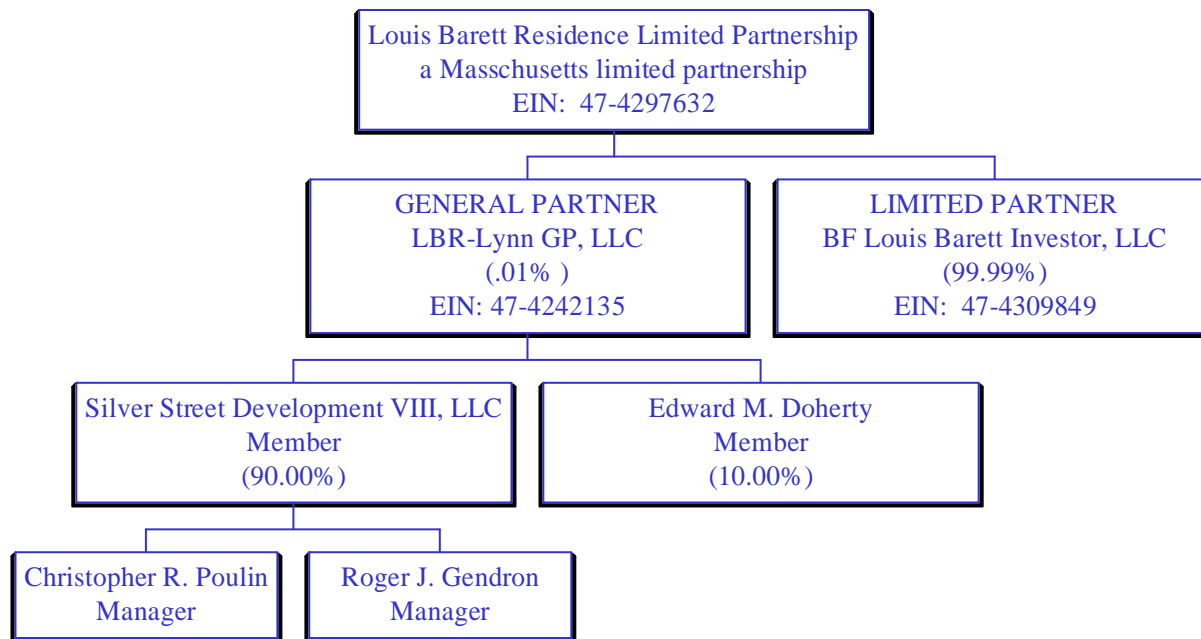 Louis Barett Residence Limited Partnership
a Masschusetts limited partnership
EIN:  47-4297632
GENERAL PARTNER
LBR-Lynn GP, LLC
(.01% )
EIN: 47-4242135
LIMITED PARTNER
BF Louis Barett Investor, LLC
(99.99%)
EIN:  47-4309849
Silver Street Development VIII, LLC
Member
(90.00%)
Edward M. Doherty
Member
(10.00%)
Christopher R. Poulin
Manager
Roger J. Gendron
Manager